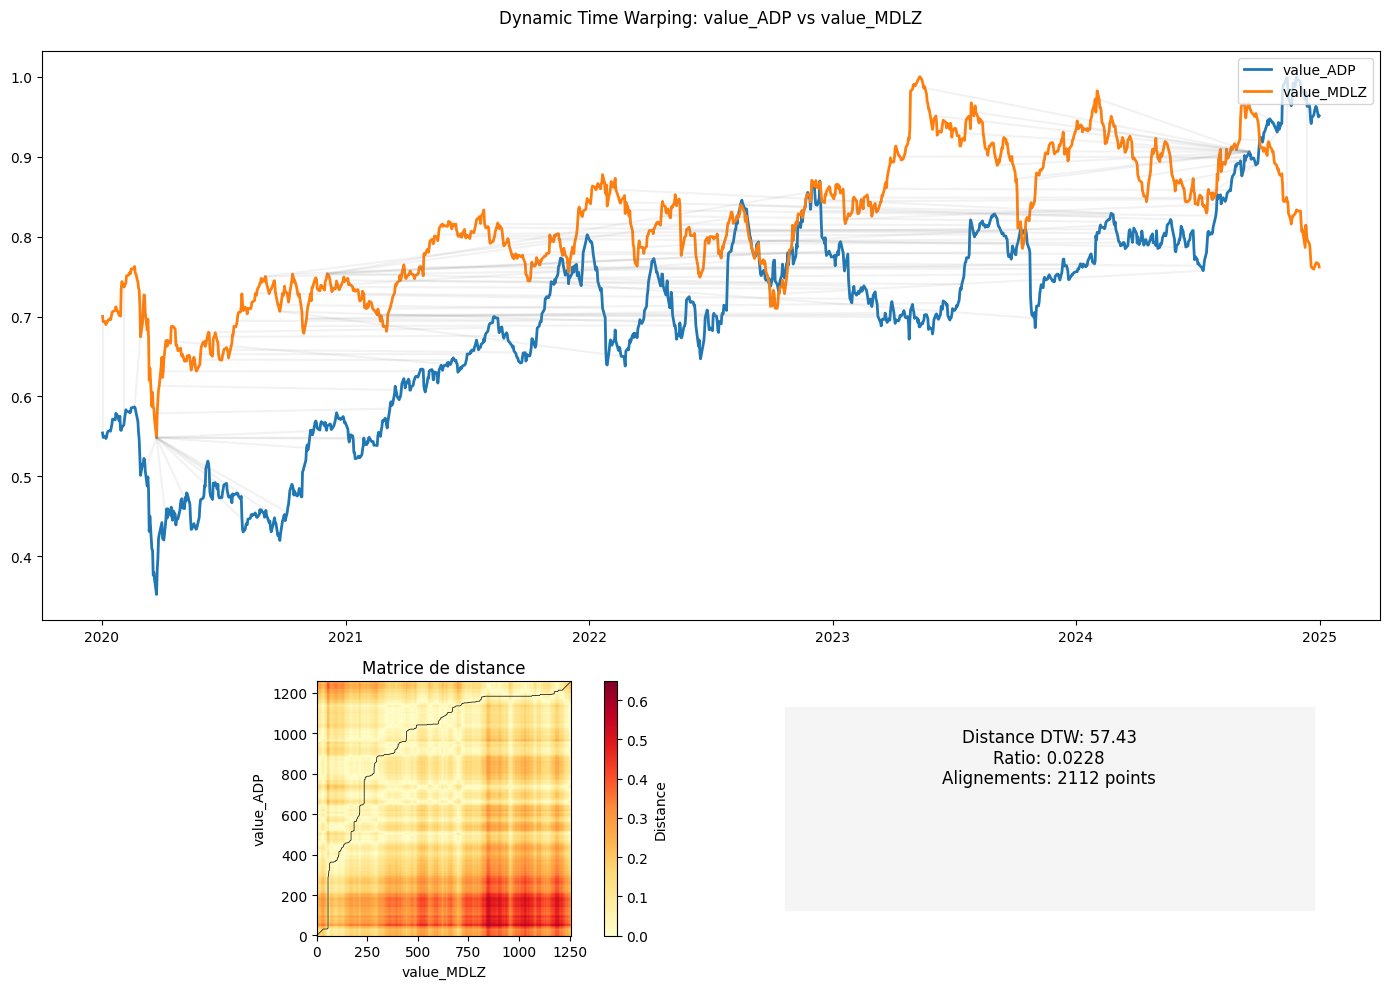 Dynamic Time Warping: value_ADP vs value_MDLZ
value_ADP
value_MDLZ
1.0
0.9
0.8
0.7
0.6
0.5
0.4
2020 2021 2022 2023 2024 2025
Matrice de distance
value_ADP
1200
1000
800
600
400
200
0
0 250 500 750 1000 1250
value_MDLZ
0.6
0.5
0.4
0.3
0.2
0.1
0.0
Distance
Distance DTW: 57.43
Ratio: 0.0228
Alignements: 2112 points